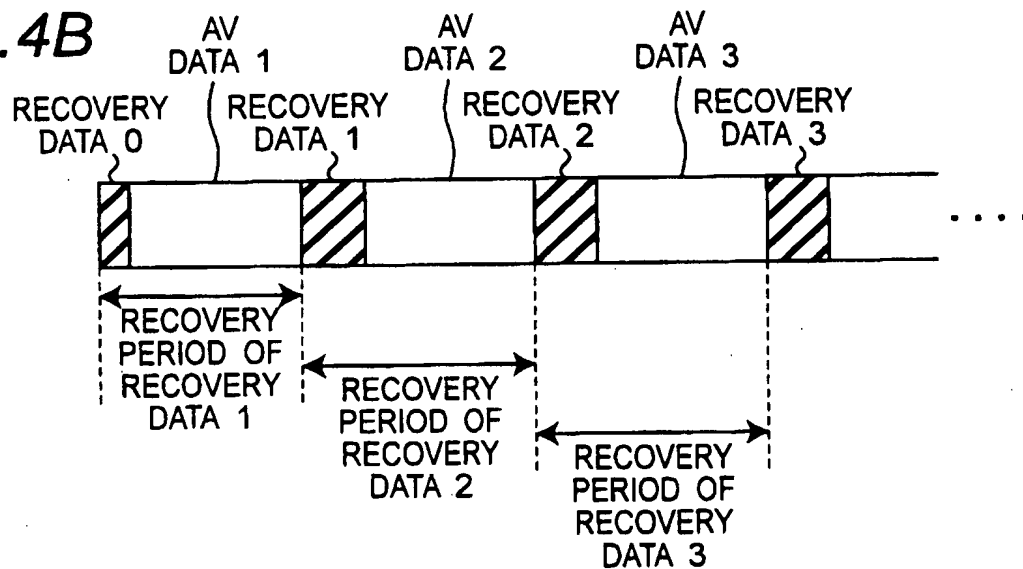 .4B
AV
DATA 1
AV
DATA 2
AV
DATA 3
RECOVERY
DATA 0
RECOVERY
DATA 1
RECOVERY
DATA 2
RECOVERY
DATA 3
....
RECOVERY
PERIOD OF
RECOVERY
DATA 1
RECOVERY
PERIOD OF
RECOVERY
DATA 2
RECOVERY
PERIOD OF
RECOVERY
DATA 3